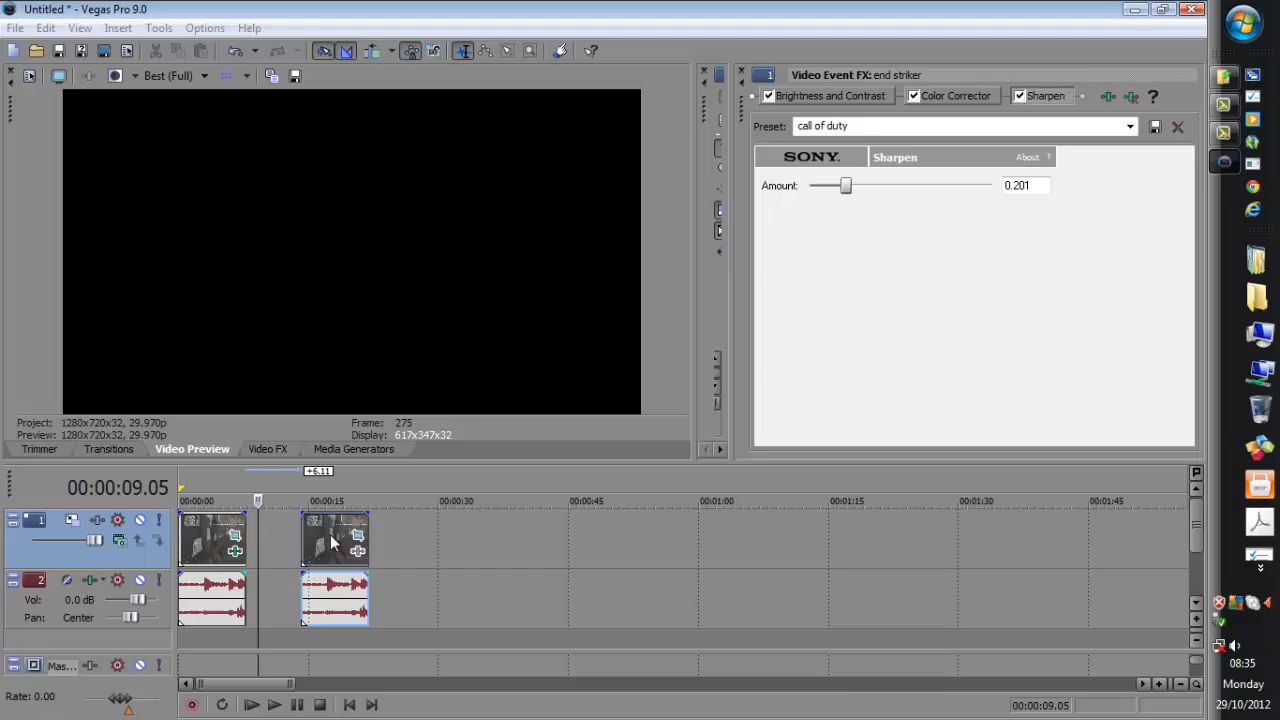 Untitled * - Vegas Pro 9.0
File Edit View Insert Tools Options Help
Best (Full)
1 Video Event FX: end striker
Brightness and Contrast Color Corrector Sharpen
Preset: call of duty
SONY. Sharpen About ?
Amount: 0.201
Project: 1280x720x32, 29.970p Frame: 275
Preview: 1280x720x32, 29.970p Display: 617x347x32
Trimmer Transitions Video Preview Video FX Media Generators
+6.11
00:00:09.05
00:00:00 00:00:15 00:00:30 00:00:45 00:01:00 00:01:15 00:01:30 00:01:45
1
2
Vol: 0.0 dB
Pan: Center
Mas...
Rate: 0.00
00:00:09.05
08:35
Monday
29/10/2012